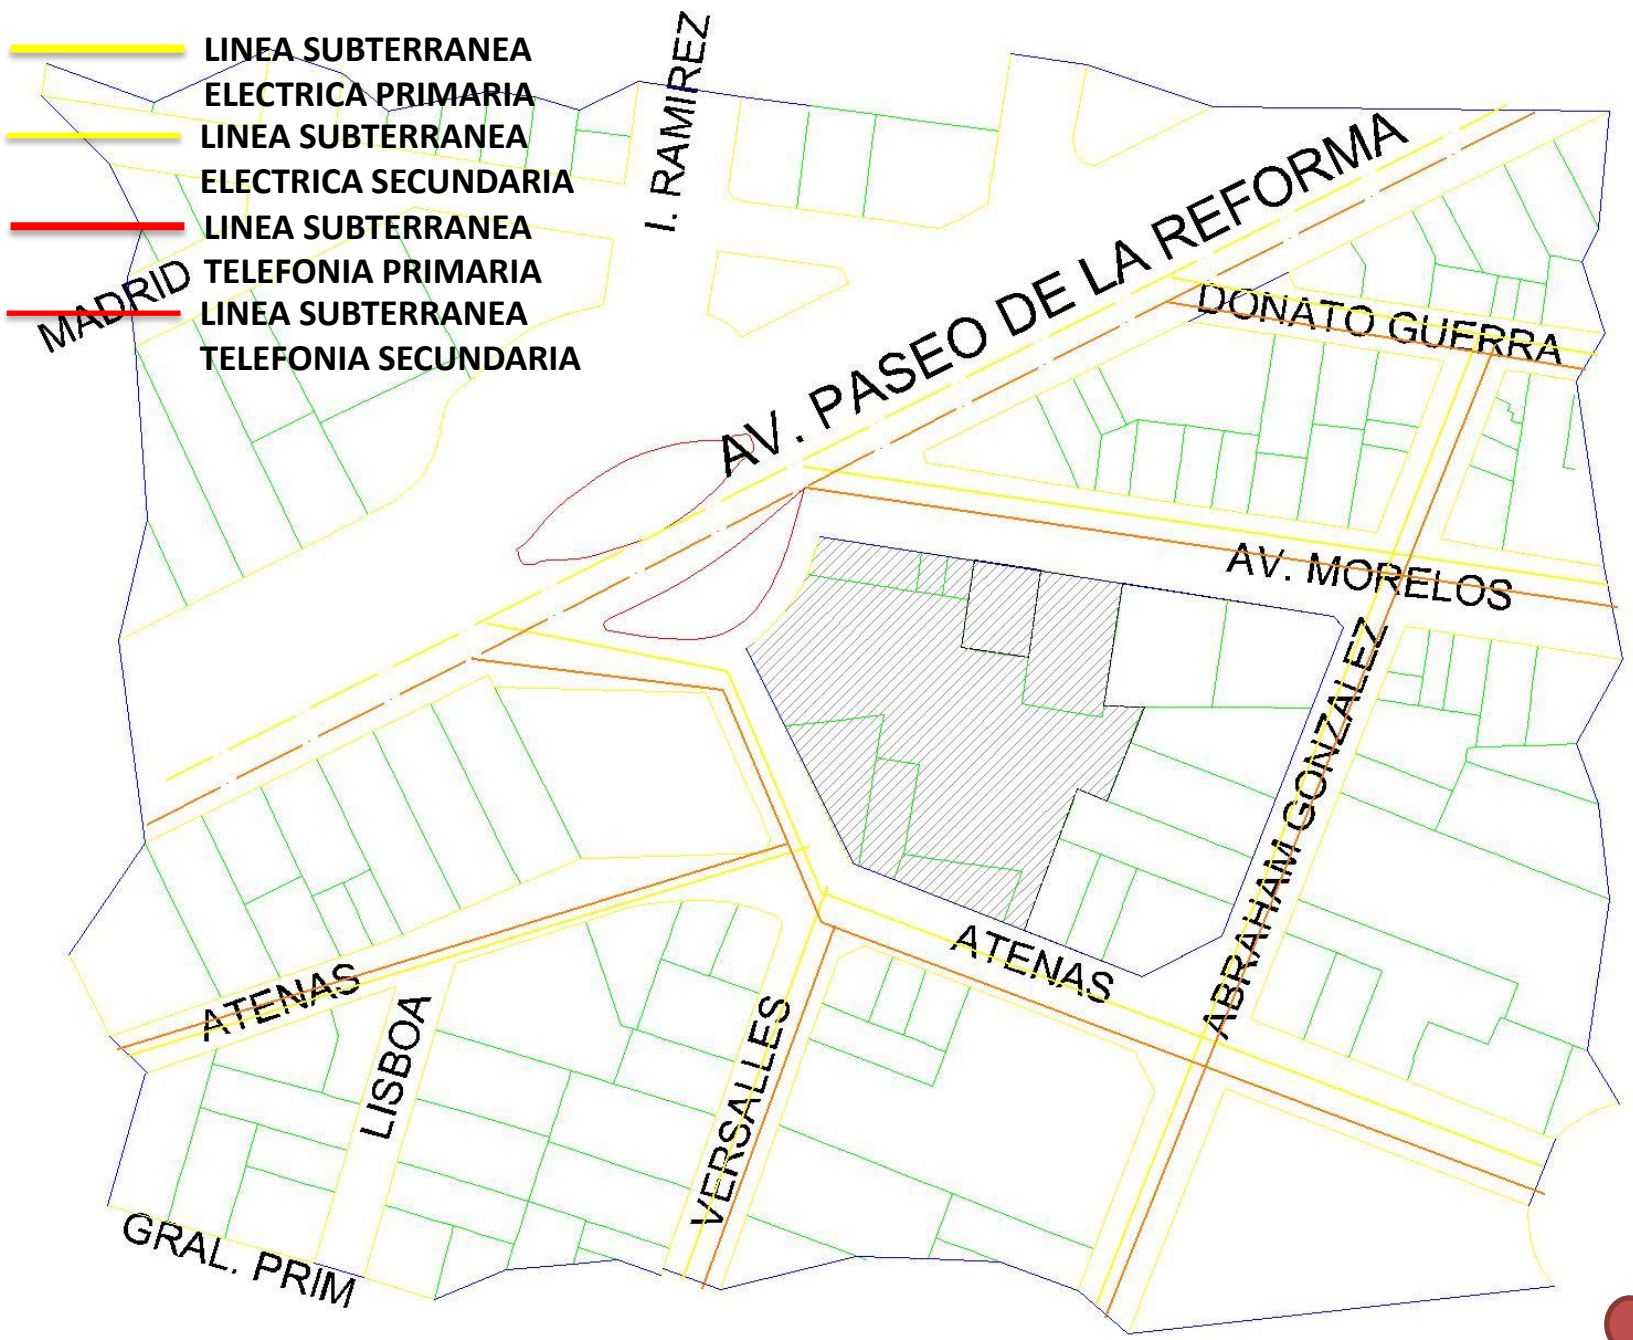 LINEA SUBTERRANEA
ELECTRICA PRIMARIA
LINEA SUBTERRANEA
ELECTRICA SECUNDARIA
LINEA SUBTERRANEA
TELEFONIA PRIMARIA
LINEA SUBTERRANEA
TELEFONIA SECUNDARIA
I. RAMIREZ
MADRID
AV. PASEO DE LA REFORMA
DONATO GUERRA
AV. MORELOS
ABRAHAM GONZALEZ
ATENAS
ATENAS
LISBOA
VERSALLES
GRAL. PRIM